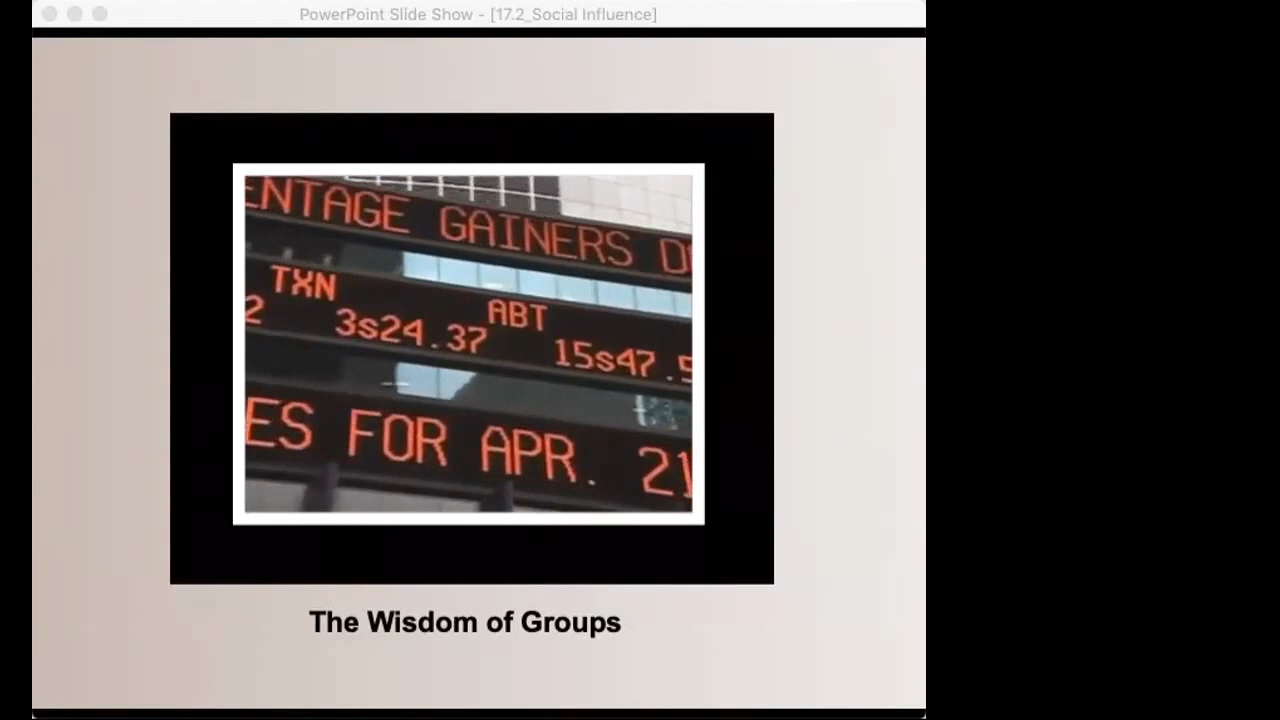 PowerPoint Slide Show - [17.2_Social Influence]
ENTAGE GAINERS D
TXN ABT
2 3s24.37 15s47.5
ES FOR APR. 21
The Wisdom of Groups